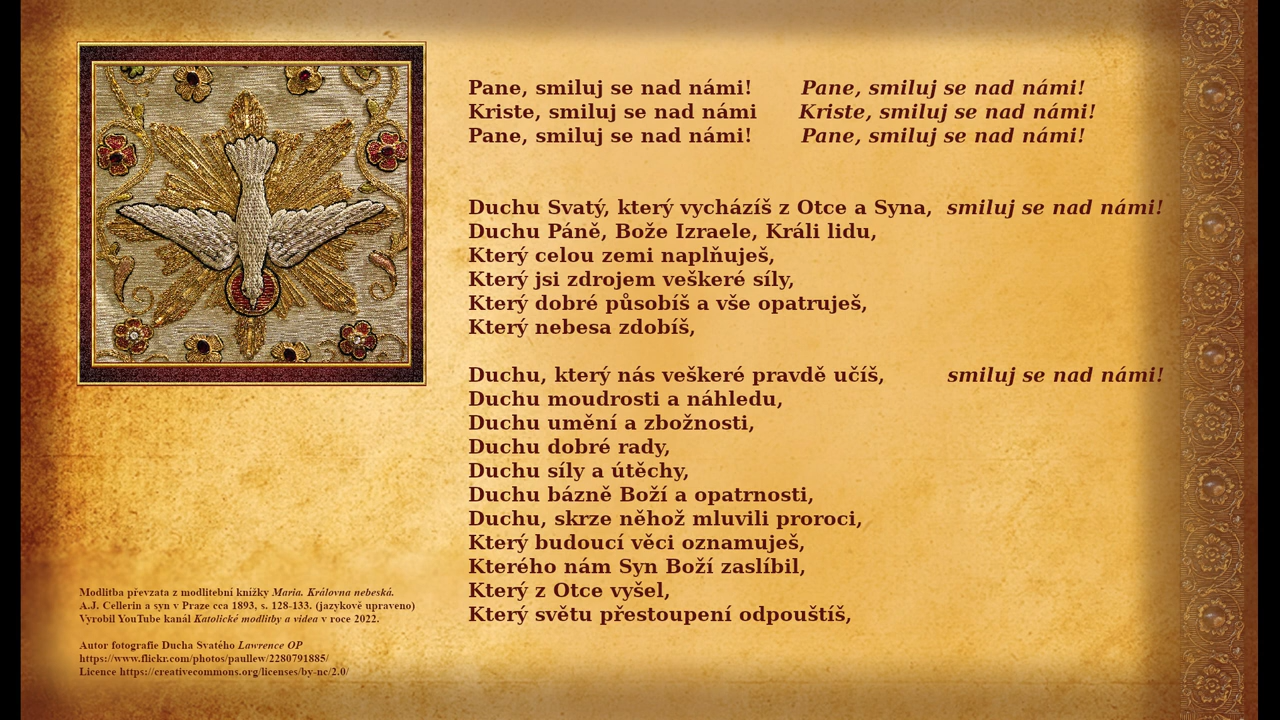 Pane, smiluj se nad námi! Pane, smiluj se nad námi!
Kriste, smiluj se nad námi Kriste, smiluj se nad námi!
Pane, smiluj se nad námi! Pane, smiluj se nad námi!
Duchu Svatý, který vycházíš z Otce a Syna, smiluj se nad námi!
Duchu Páně, Bože Izraele, Králi lidu,
Který celou zemi naplňuješ,
Který jsi zdrojem veškeré síly,
Který dobré působíš a vše opatruješ,
Který nebesa zdobíš,
Duchu, který nás veškeré pravdě učíš, smiluj se nad námi!
Duchu moudrosti a náhledu,
Duchu umění a zbožnosti,
Duchu dobré rady,
Duchu síly a útěchy,
Duchu bázně Boží a opatrnosti,
Duchu, skrze něhož mluvili proroci,
Který budoucí věci oznamuješ,
Kterého nám Syn Boží zaslíbil,
Který z Otce vyšel,
Který světu přestoupení odpouštíš,
Modlitba převzata z modlitební knížky Maria. Královna nebeská.
A.J. Cellerin a syn v Praze cca 1893, s. 128-133. (jazykově upraveno)
Vyrobil YouTube kanál Katolické modlitby a videa v roce 2022.
Autor fotografie Ducha Svatého Lawrence OP
https://www.flickr.com/photos/paullew/2280791885/
Licence https://creativecommons.org/licenses/by-nc/2.0/